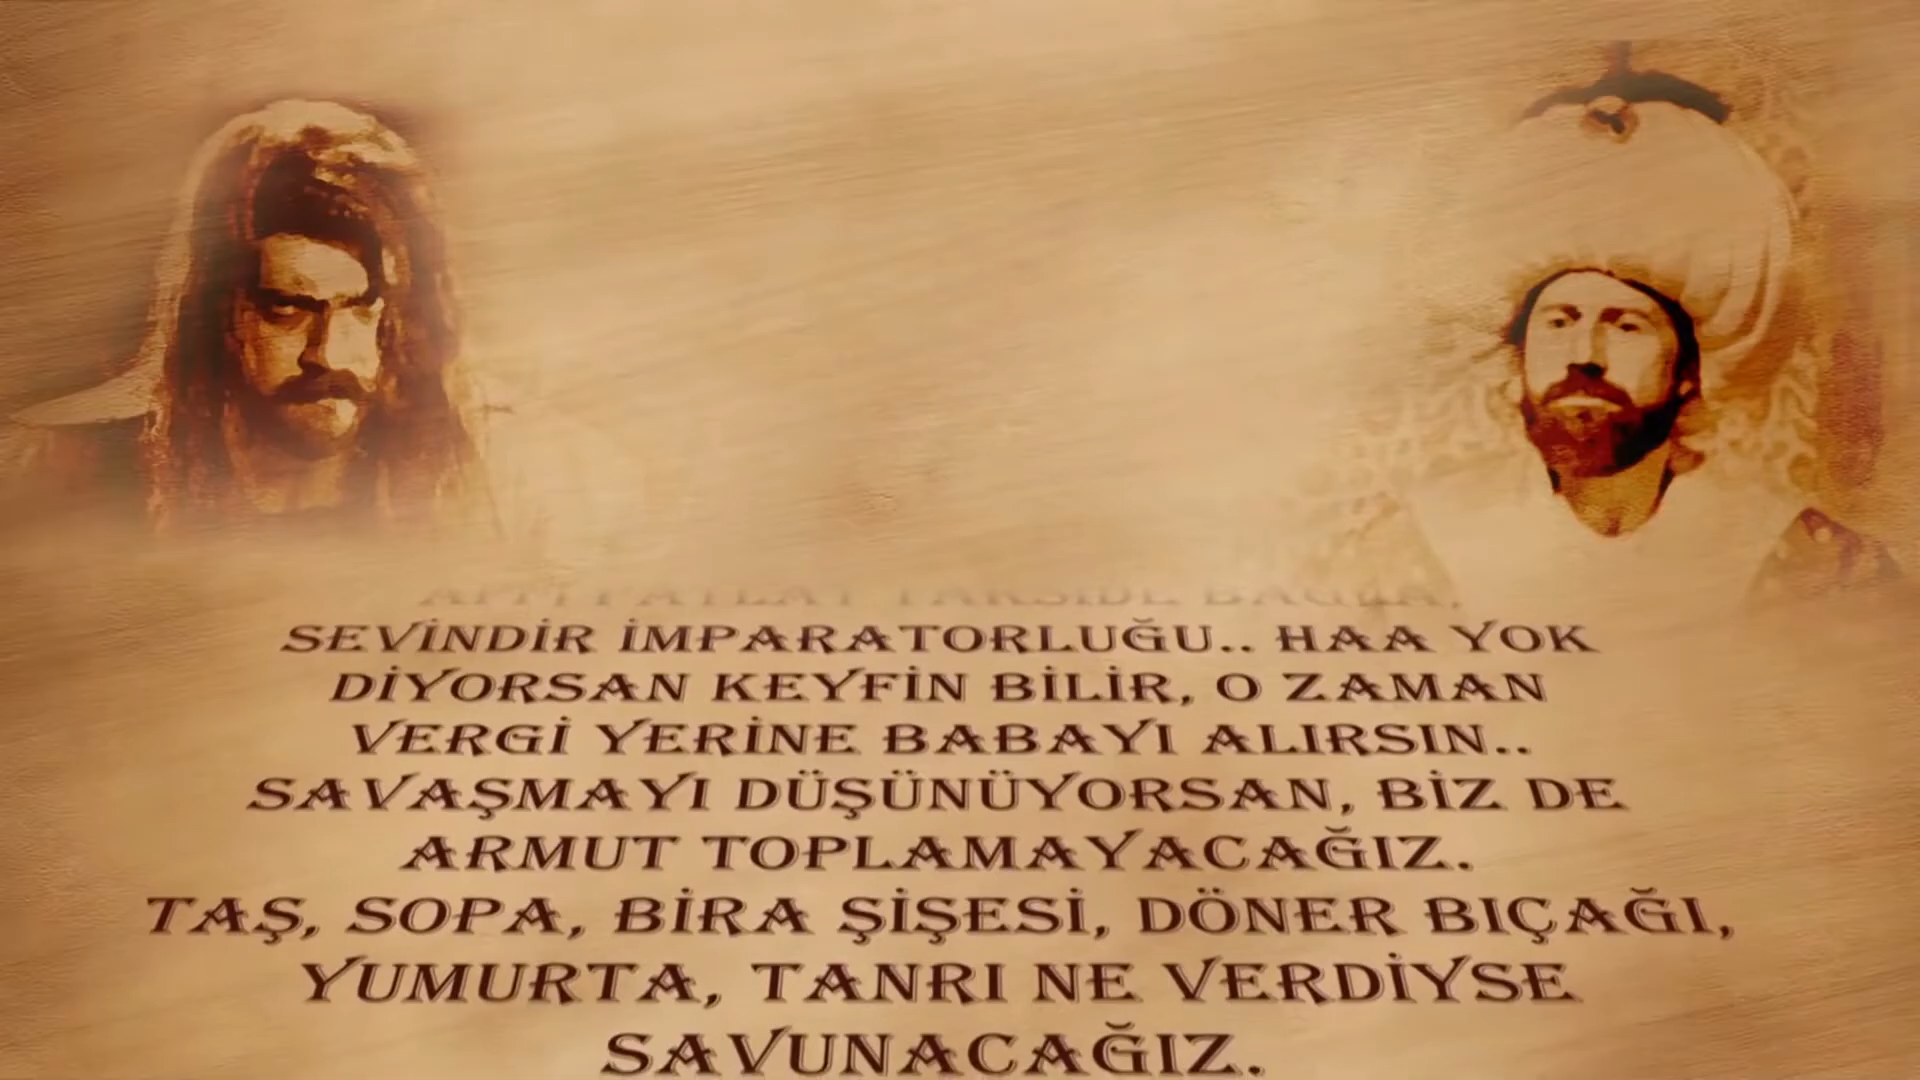 SEVİNDİR İMPARATORLUĞU.. HAA YOK
DİYORSAN KEYFİN BİLİR, O ZAMAN
VERGİ YERİNE BABAYI ALIRSIN..
SAVAŞMAYI DÜŞÜNÜYORSAN, BİZ DE
ARMUT TOPLAMAYACAĞIZ.
TAŞ, SOPA, BİRA ŞİŞESİ, DÖNER BIÇAĞI,
YUMURTA, TANRI NE VERDİYSE
SAVUNACAĞIZ.